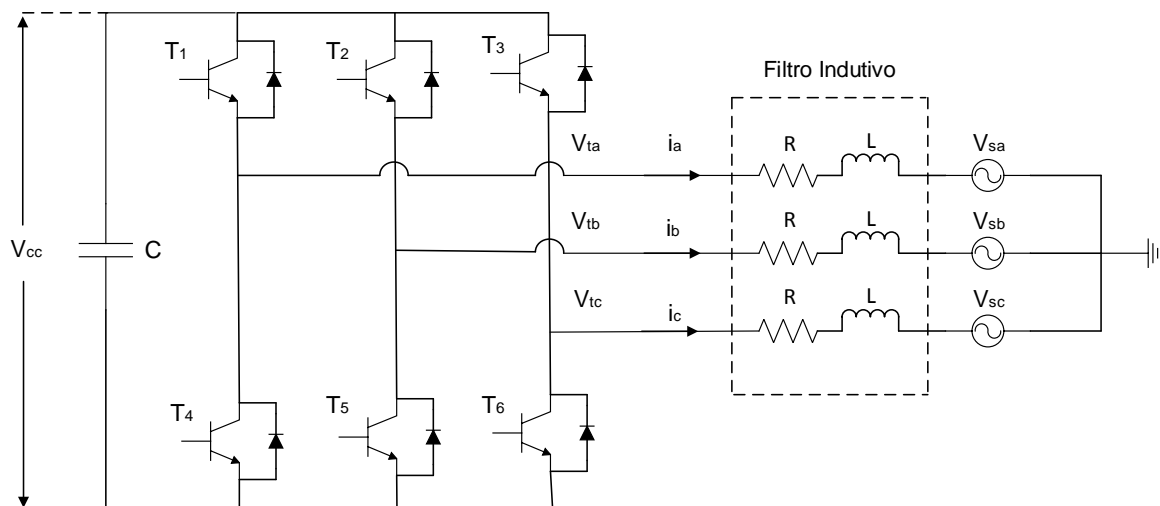 T1
T2
T3
Filtro Indutivo
Vta
ia
R
L
Vsa
Vcc
C
Vtb
ib
R
L
Vsb
Vtc
ic
R
L
Vsc
T4
T5
T6